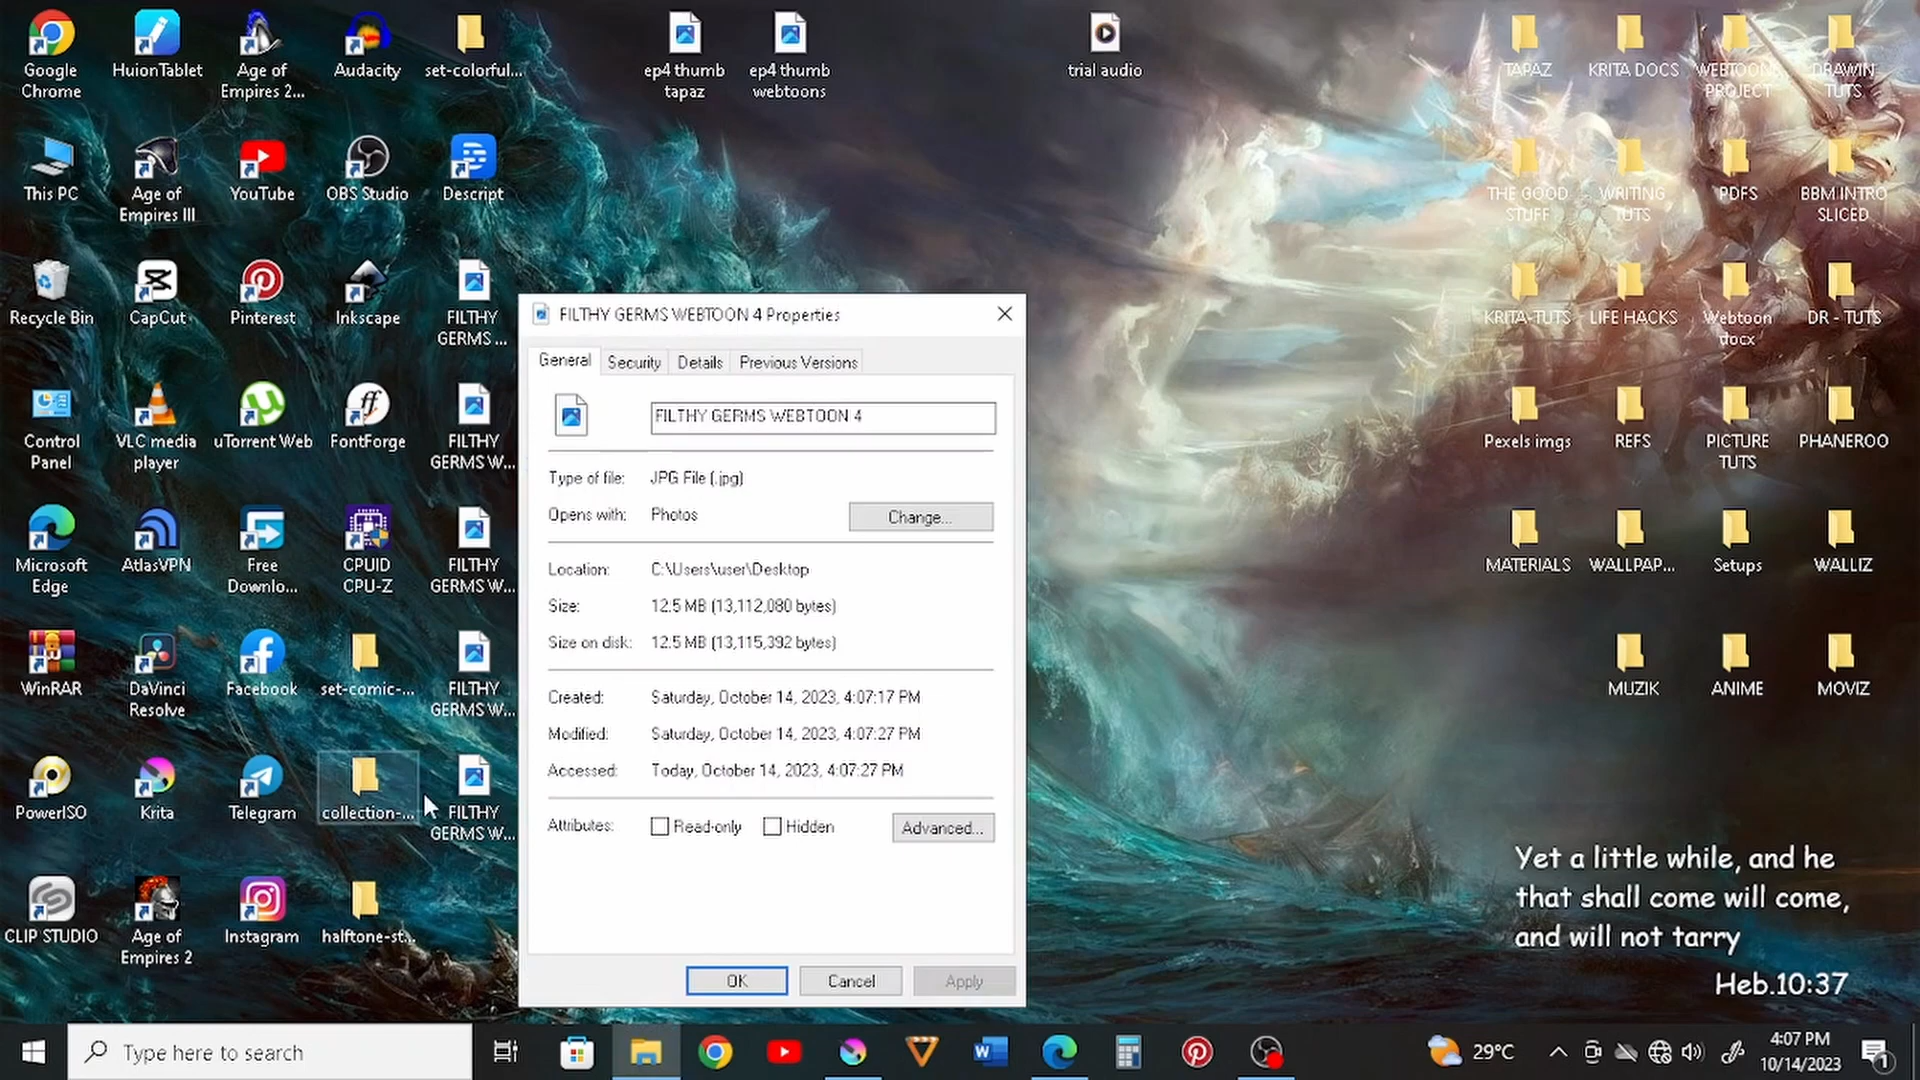 Google
Chrome
HuionTablet
Age of
Empires 2...
Audacity
set-colorful...
ep4 thumb
tapaz
ep4 thumb
webtoons
trial audio
TAPAZ
KRITA DOCS
WEBTOONS
PROJECT
DRAWIN
TUTS
This PC
Age of
Empires III
YouTube
OBS Studio
Descript
THE GOOD
STUFF
WRITING
TUTS
PDFS
BBM INTRO
SLICED
Recycle Bin
CapCut
Pinterest
Inkscape
FILTHY
GERMS ...
KRITA-TUTS
LIFE HACKS
Webtoon
docx
DR - TUTS
Control
Panel
VLC media
player
uTorrent Web
FontForge
FILTHY
GERMS W...
Pexels imgs
REFS
PICTURE
TUTS
PHANEROO
Microsoft
Edge
AtlasVPN
Free
Downlo...
CPUID
CPU-Z
FILTHY
GERMS W...
MATERIALS
WALLPAP...
Setups
WALLIZ
WinRAR
DaVinci
Resolve
Facebook
set-comic-...
FILTHY
GERMS W...
MUZIK
ANIME
MOVIZ
PowerISO
Krita
Telegram
collection-...
FILTHY
GERMS W...
CLIP STUDIO
Age of
Empires 2
Instagram
halftone-st...
FILTHY GERMS WEBTOON 4 Properties
General
Security
Details
Previous Versions
FILTHY GERMS WEBTOON 4
Type of file: JPG File (.jpg)
Opens with: Photos
Change...
Location: C:\Users\user\Desktop
Size: 12.5 MB (13,112,080 bytes)
Size on disk: 12.5 MB (13,115,392 bytes)
Created: Saturday, October 14, 2023, 4:07:17 PM
Modified: Saturday, October 14, 2023, 4:07:27 PM
Accessed: Today, October 14, 2023, 4:07:27 PM
Attributes: Read-only Hidden
Advanced...
OK
Cancel
Apply
Yet a little while, and he
that shall come will come,
and will not tarry
Heb.10:37
Type here to search
29°C
4:07 PM
10/14/2023
1